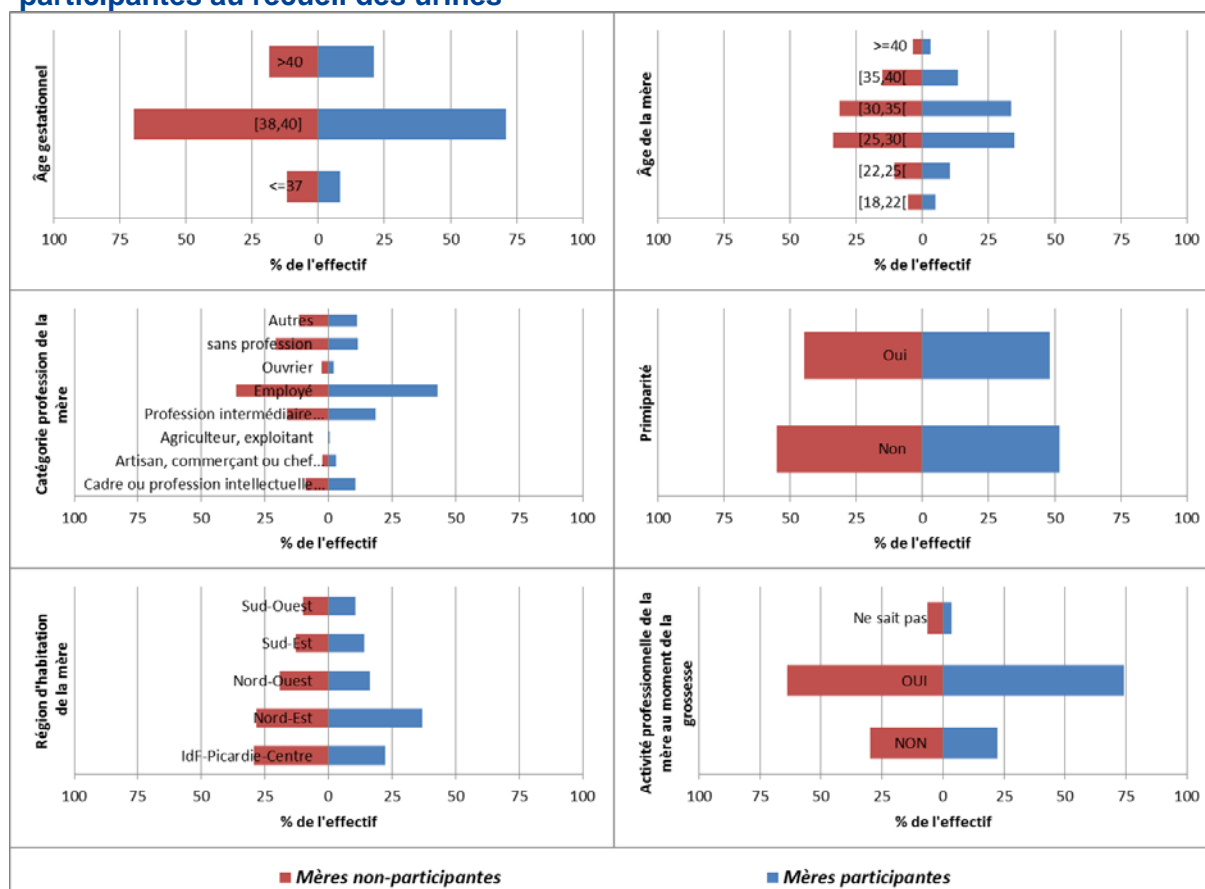 participantes au recueil des urines
Âge gestationnel
>40
[38,40]
<=37
100 75 50 25 0 25 50 75 100
% de l'effectif
Âge de la mère
>=40
[35,40[
[30,35[
[25,30[
[22,25[
[18,22[
100 75 50 25 0 25 50 75 100
% de l'effectif
Catégorie profession de la
mère
Autres
sans profession
Ouvrier
Employé
Profession intermédiaire...
Agriculteur, exploitant
Artisan, commerçant ou chef...
Cadre ou profession intellectuelle...
100 75 50 25 0 25 50 75 100
% de l'effectif
Primiparité
Oui
Non
100 75 50 25 0 25 50 75 100
% de l'effectif
Région d'habitation
de la mère
Sud-Ouest
Sud-Est
Nord-Ouest
Nord-Est
IdF-Picardie-Centre
100 75 50 25 0 25 50 75 100
% de l'effectif
Activité professionnelle de la
mère au moment de la
grossesse
Ne sait pas
OUI
NON
100 75 50 25 0 25 50 75 100
% de l'effectif
Mères non-participantes
Mères participantes